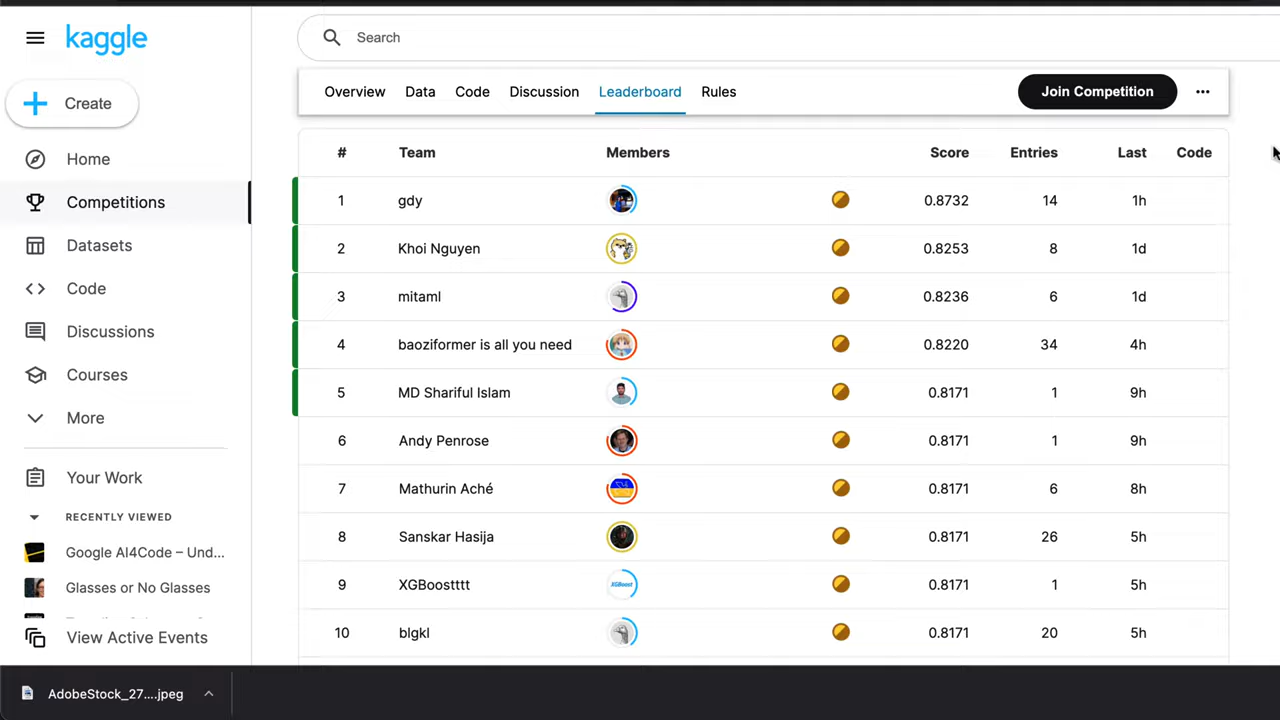 kaggle
Search
Create
Overview Data Code Discussion Leaderboard Rules Join Competition
Home
Competitions
Datasets
Code
Discussions
Courses
More
Your Work
RECENTLY VIEWED
Google AI4Code – Und...
Glasses or No Glasses
View Active Events
# Team Members Score Entries Last Code
1 gdy 0.8732 14 1h
2 Khoi Nguyen 0.8253 8 1d
3 mitaml 0.8236 6 1d
4 baoziformer is all you need 0.8220 34 4h
5 MD Shariful Islam 0.8171 1 9h
6 Andy Penrose 0.8171 1 9h
7 Mathurin Aché 0.8171 6 8h
8 Sanskar Hasija 0.8171 26 5h
9 XGBoostttt XGBoost 0.8171 1 5h
10 blgkl 0.8171 20 5h
AdobeStock_27....jpeg